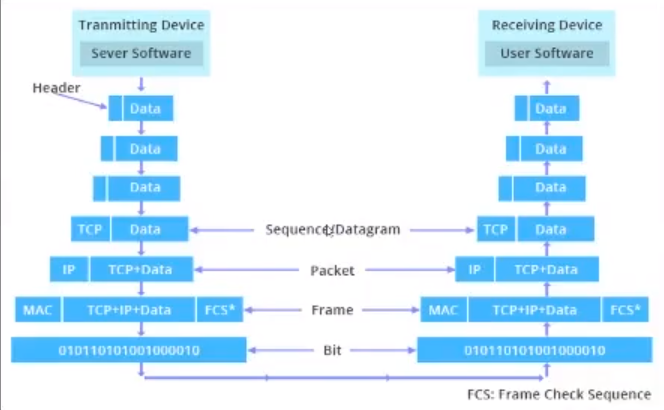 Tranmitting Device
Receiving Device
Sever Software
User Software
Header
Data
Data
Data
Data
Data
Data
TCP
Data
Sequence/Datagram
TCP
Data
IP
TCP+Data
Packet
IP
TCP+Data
MAC
TCP+IP+Data
FCS*
Frame
MAC
TCP+IP+Data
FCS*
010110101001000010
Bit
010110101001000010
FCS: Frame Check Sequence